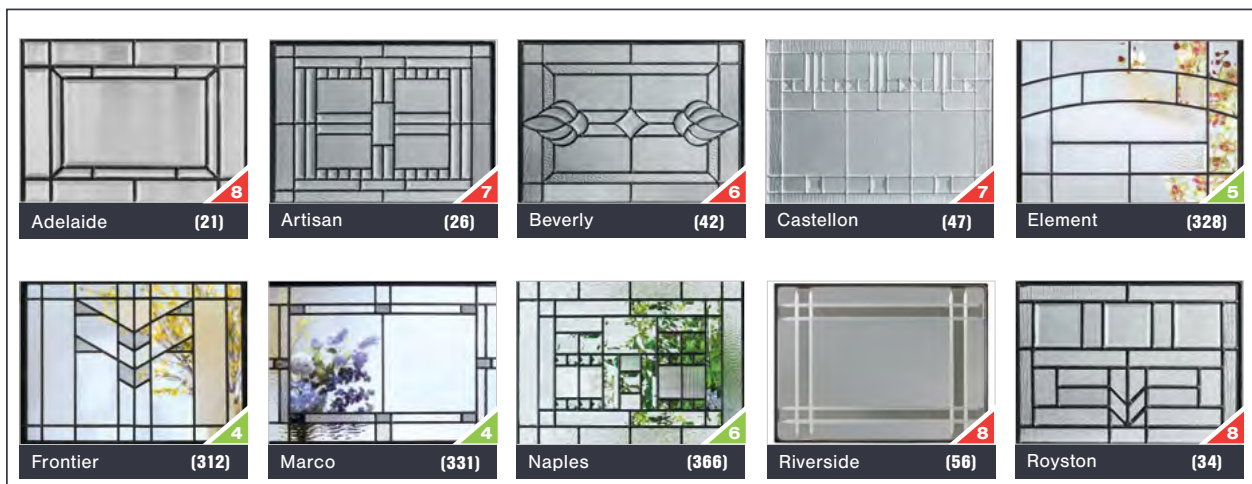 8
Adelaide (21)
7
Artisan (26)
6
Beverly (42)
7
Castellon (47)
5
Element (328)
4
Frontier (312)
4
Marco (331)
6
Naples (366)
8
Riverside (56)
8
Royston (34)